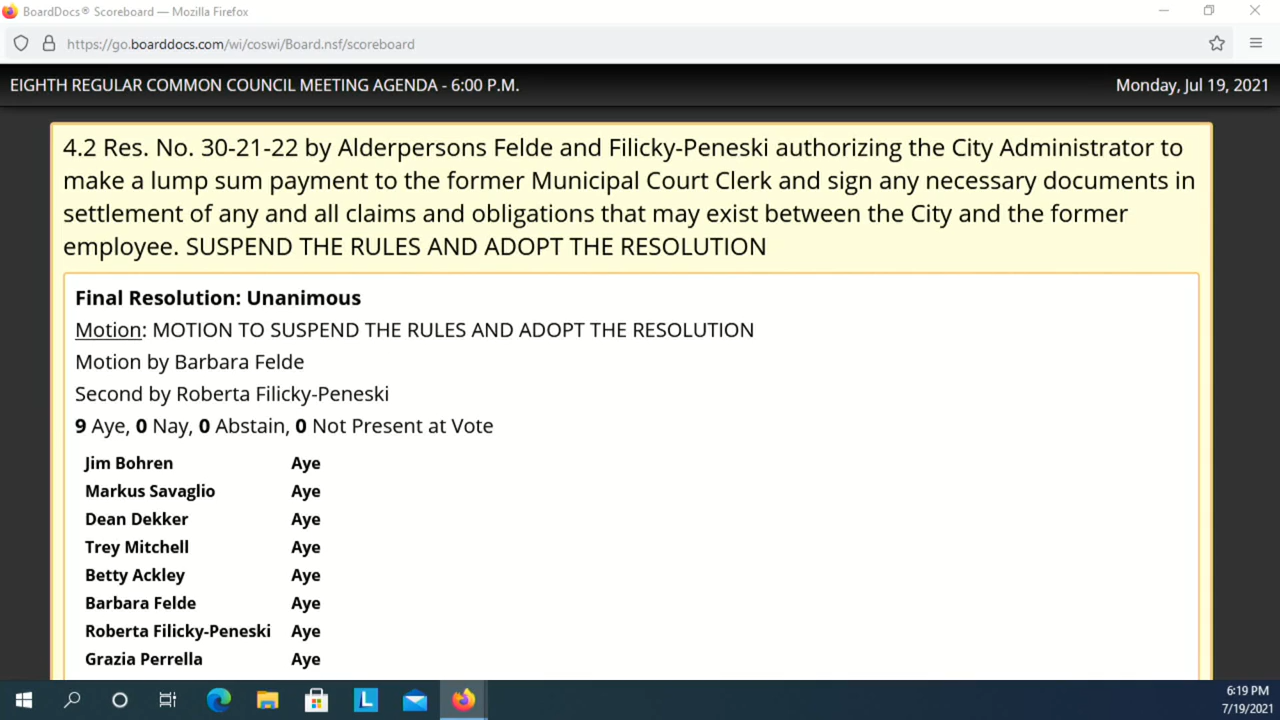 BoardDocs® Scoreboard — Mozilla Firefox
https://go.boarddocs.com/wi/coswi/Board.nsf/scoreboard
EIGHTH REGULAR COMMON COUNCIL MEETING AGENDA - 6:00 P.M.
Monday, Jul 19, 2021
4.2 Res. No. 30-21-22 by Alderpersons Felde and Filicky-Peneski authorizing the City Administrator to
make a lump sum payment to the former Municipal Court Clerk and sign any necessary documents in
settlement of any and all claims and obligations that may exist between the City and the former
employee. SUSPEND THE RULES AND ADOPT THE RESOLUTION
Final Resolution: Unanimous
Motion: MOTION TO SUSPEND THE RULES AND ADOPT THE RESOLUTION
Motion by Barbara Felde
Second by Roberta Filicky-Peneski
9 Aye, 0 Nay, 0 Abstain, 0 Not Present at Vote
Jim Bohren Aye
Markus Savaglio Aye
Dean Dekker Aye
Trey Mitchell Aye
Betty Ackley Aye
Barbara Felde Aye
Roberta Filicky-Peneski Aye
Grazia Perrella Aye
L
6:19 PM
7/19/2021